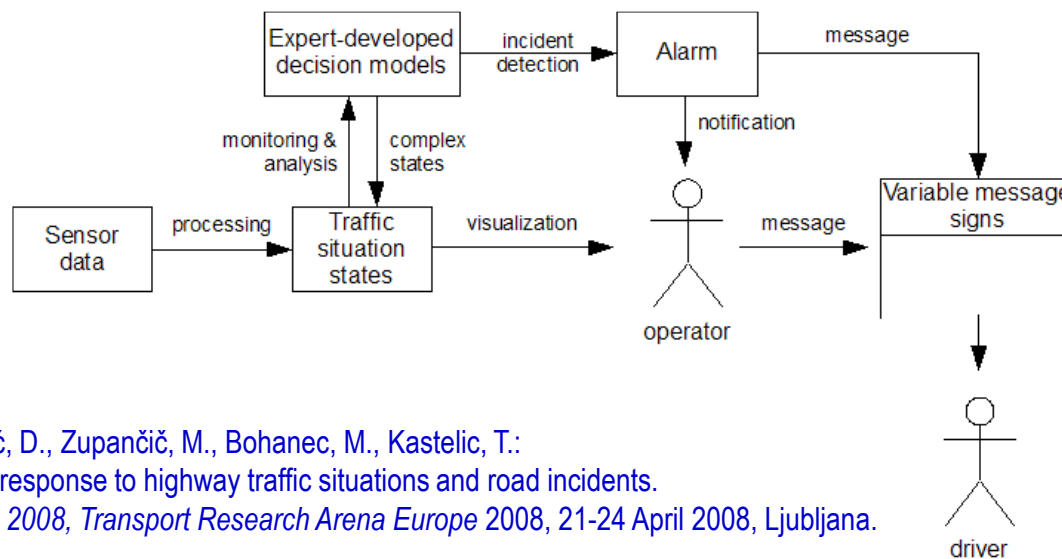 Expert-developed
decision models
incident
detection
Alarm
message
monitoring &
analysis
complex
states
notification
Sensor
data
processing
Traffic
situation
states
visualization
message
Variable message
signs
operator
D., Zupančič, M., Bohanec, M., Kastelic, T.:
response to highway traffic situations and road incidents.
2008, Transport Research Arena Europe 2008, 21-24 April 2008, Ljubljana.
driver